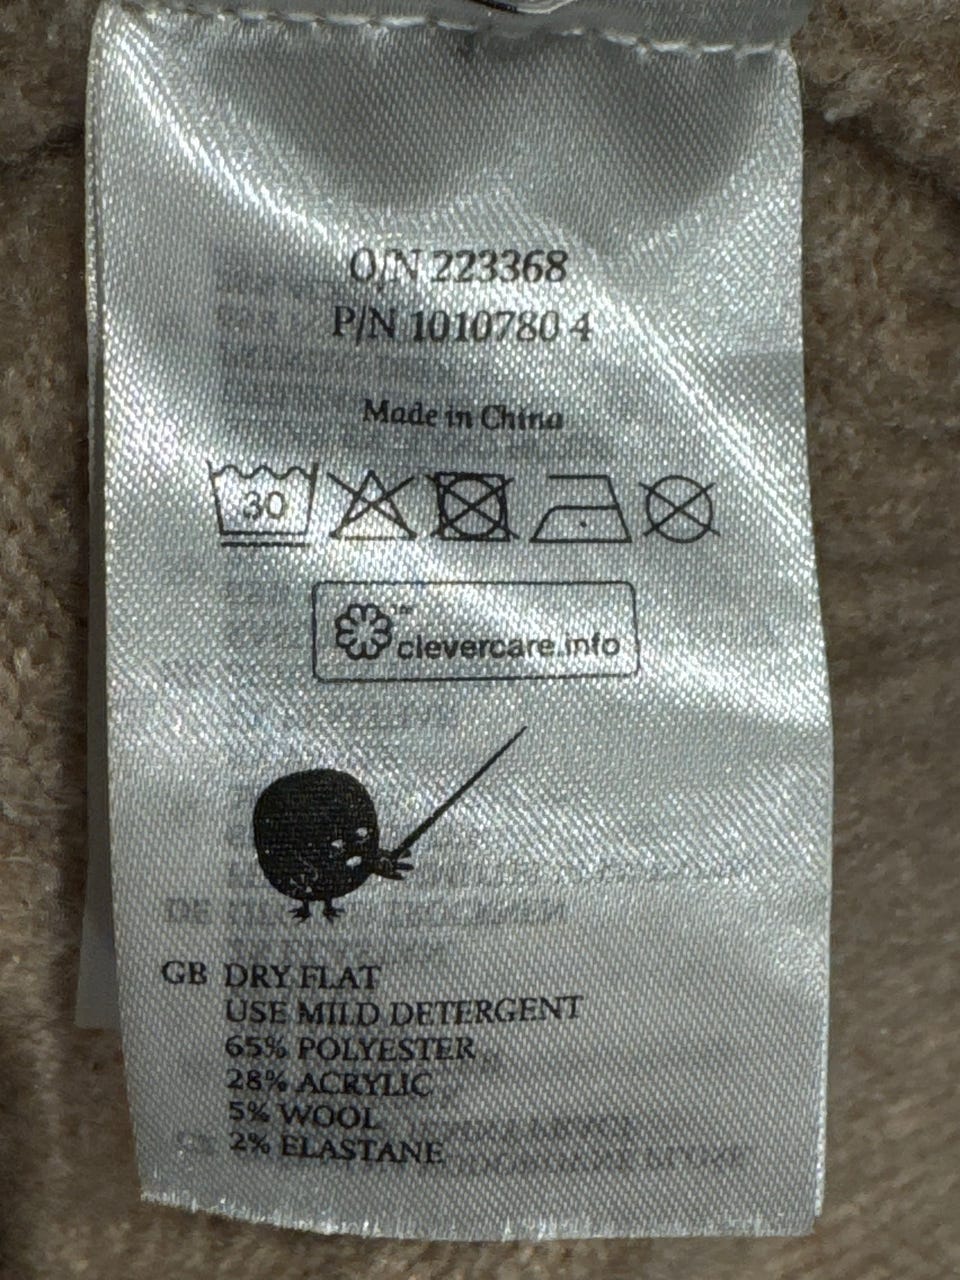 O/N 223368
P/N 1010780 4
Made in China
30
clevercare.info
GB DRY FLAT
USE MILD DETERGENT
65% POLYESTER
28% ACRYLIC
5% WOOL
2% ELASTANE